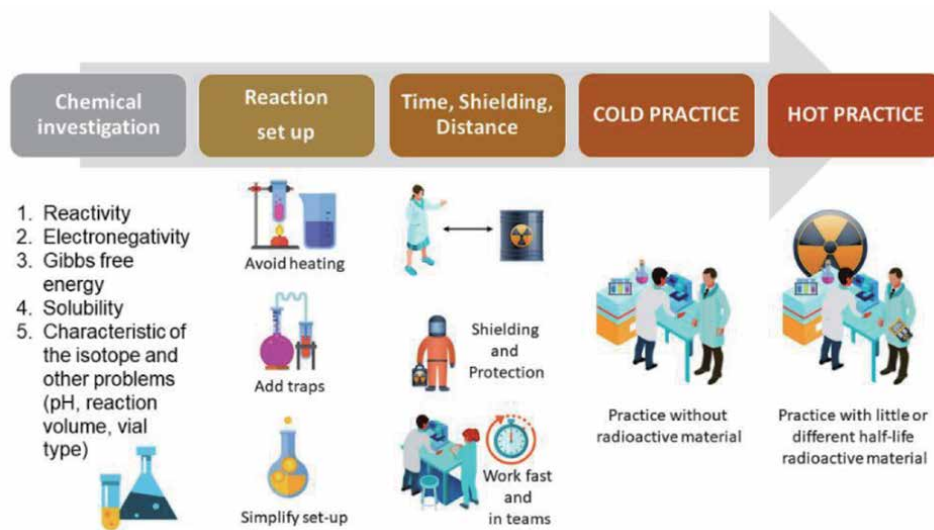 Chemical
investigation
Reaction
set up
Time, Shielding,
Distance
COLD PRACTICE
HOT PRACTICE
1. Reactivity
2. Electronegativity
3. Gibbs free
energy
4. Solubility
5. Characteristic of
the isotope and
other problems
(pH, reaction
volume, vial
type)
Avoid heating
Add traps
Simplify set-up
Shielding
and
Protection
Work fast
and
in teams
Practice without
radioactive material
Practice with little or
different half-life
radioactive material